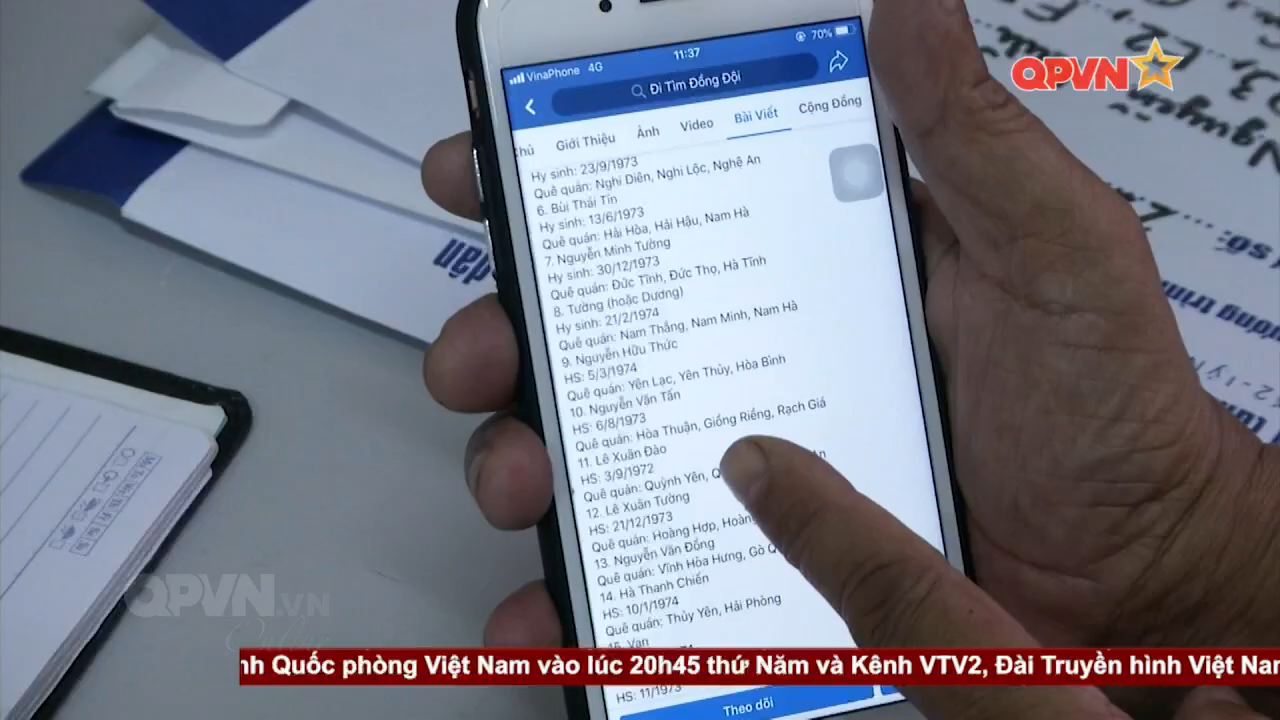 QPVN
VinaPhone 4G
11:37
70%
Đi Tìm Đồng Đội
hủ
Giới Thiệu
Ảnh
Video
Bài Viết
Cộng Đồng
Hy sinh: 23/9/1973
Quê quán: Nghi Diên, Nghi Lộc, Nghệ An
6. Bùi Thái Tín
Hy sinh: 13/6/1973
Quê quán: Hải Hòa, Hải Hậu, Nam Hà
7. Nguyễn Minh Tường
Hy sinh: 30/12/1973
Quê quán: Đức Tĩnh, Đức Thọ, Hà Tĩnh
8. Tường (hoặc Dương)
Hy sinh: 21/2/1974
Quê quán: Nam Thắng, Nam Minh, Nam Hà
9. Nguyễn Hữu Thức
HS: 5/3/1974
Quê quán: Yên Lạc, Yên Thủy, Hòa Bình
10. Nguyễn Văn Tấn
HS: 6/8/1973
Quê quán: Hòa Thuận, Giồng Riềng, Rạch Giá
11. Lê Xuân Đào
HS: 3/9/1972
Quê quán: Quỳnh Yên, Q
12. Lê Xuân Tường
HS: 21/12/1973
Quê quán: Hoàng Hợp, Hoàng
13. Nguyễn Văn Đồng
Quê quán: Vĩnh Hòa Hưng, Gò Q
14. Hà Thanh Chiến
HS: 10/1/1974
Quê quán: Thủy Yên, Hải Phòng
15. Vạn
HS: 11/1973
Theo dõi
Nguyễn
QPVN.VN
Online
nh Quốc phòng Việt Nam vào lúc 20h45 thứ Năm và Kênh VTV2, Đài Truyền hình Việt Nam